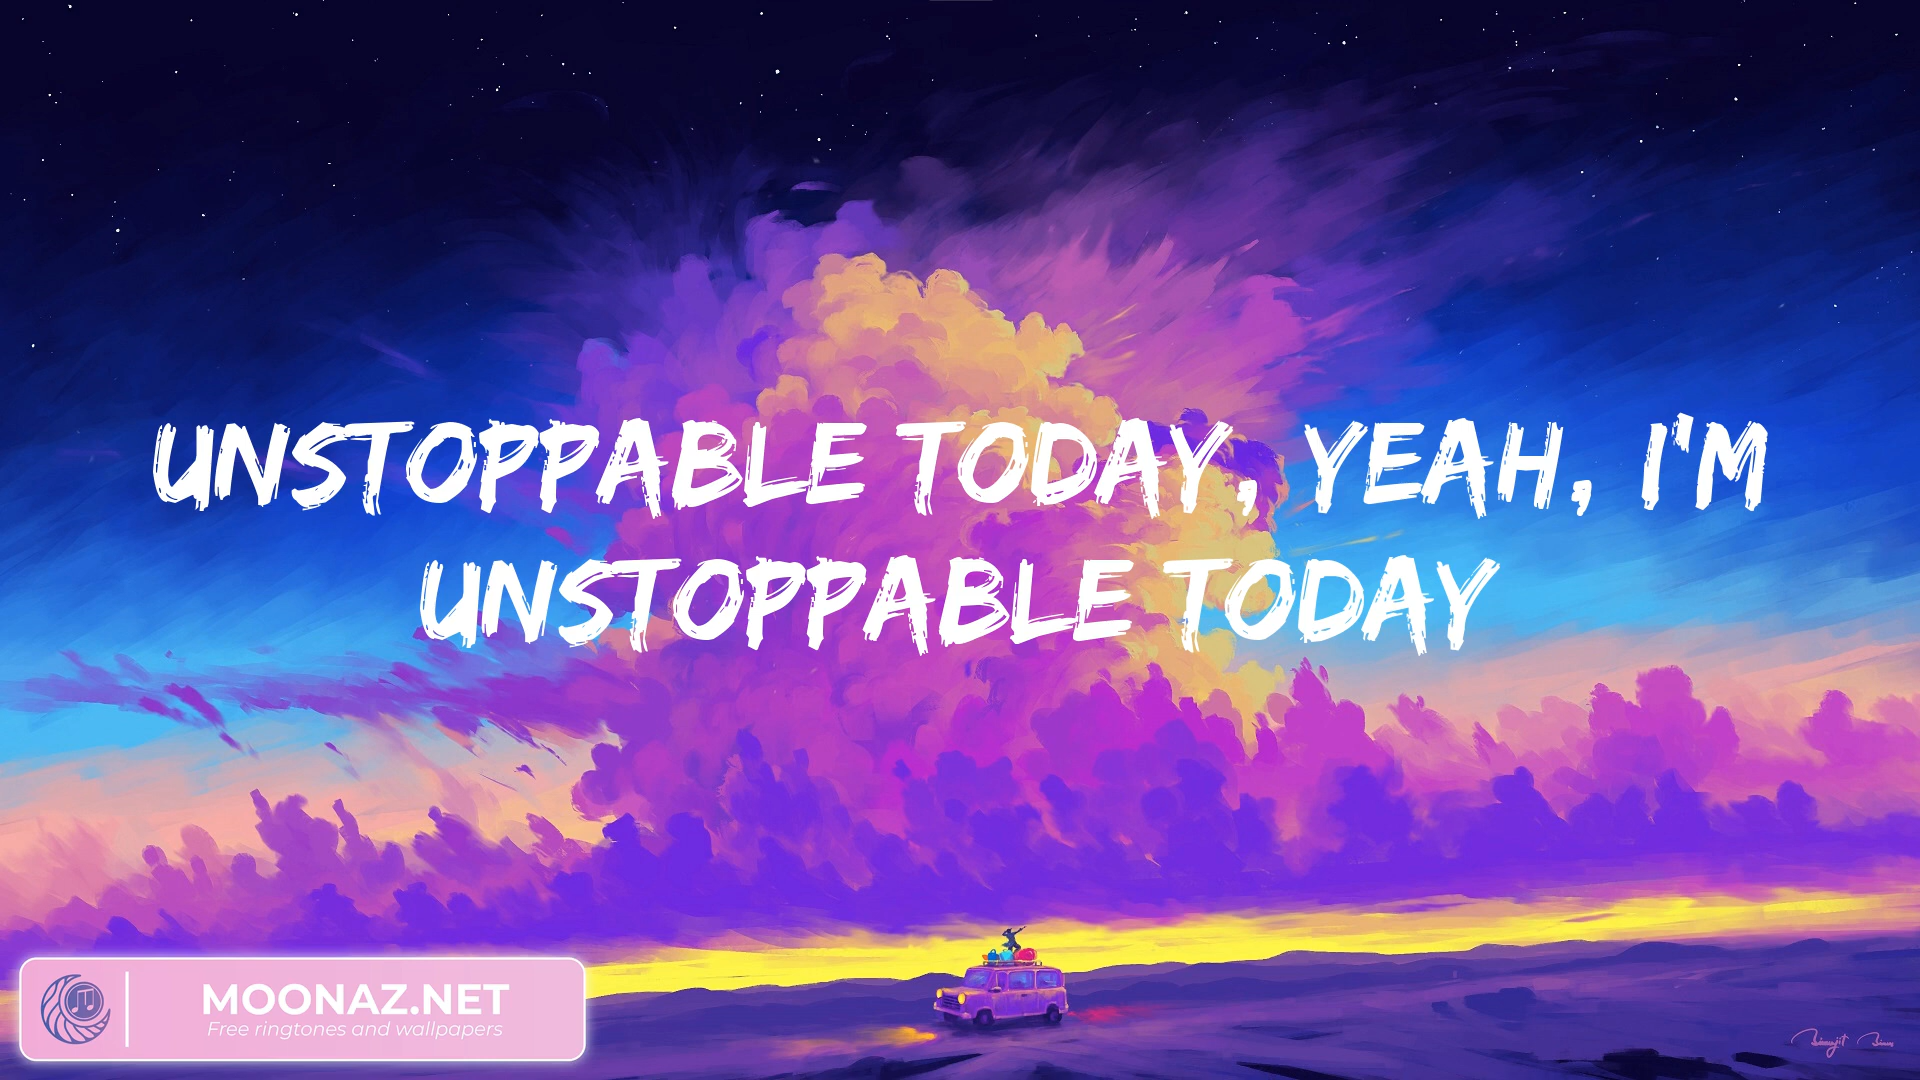 UNSTOPPABLE TODAY, YEAH, I'M
UNSTOPPABLE TODAY
MOONAZ.NET
Free ringtones and wallpapers